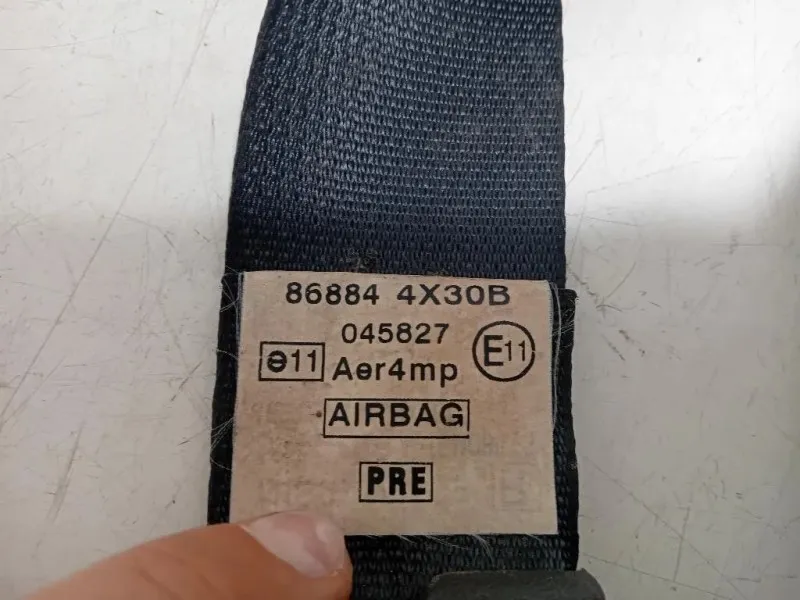 86884 4X30B
045827
e11 Aer4mp E11
AIRBAG
PRE